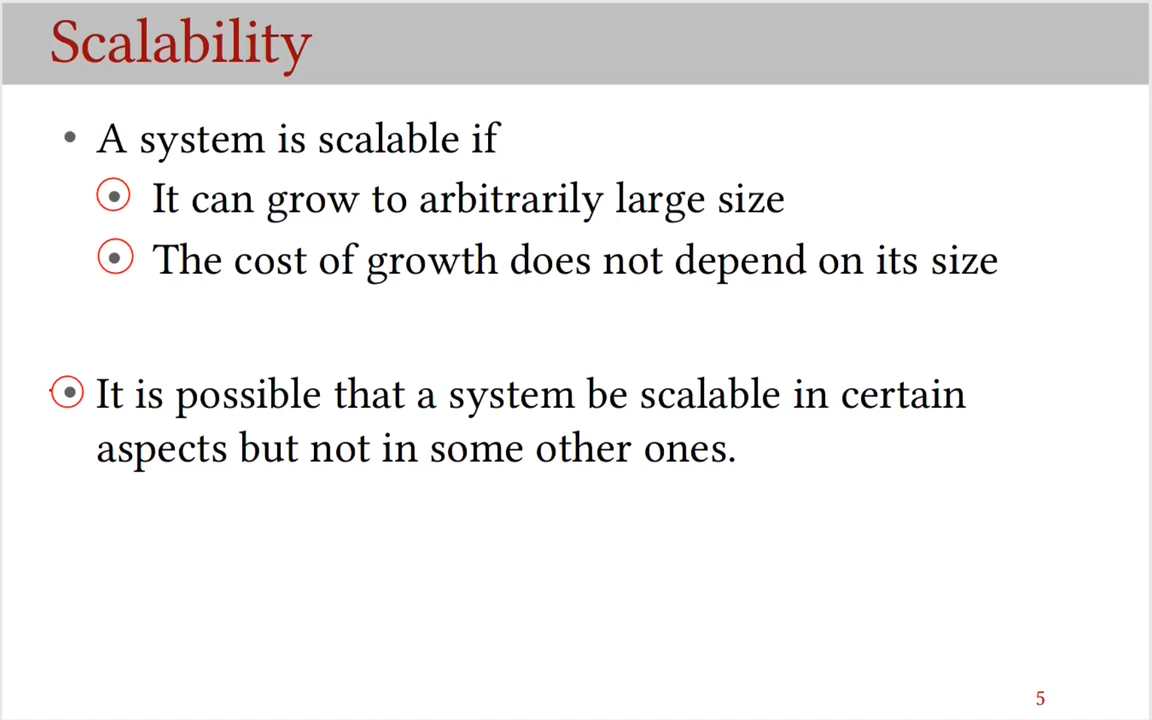 Scalability
• A system is scalable if
• It can grow to arbitrarily large size
• The cost of growth does not depend on its size
• It is possible that a system be scalable in certain
aspects but not in some other ones.
5